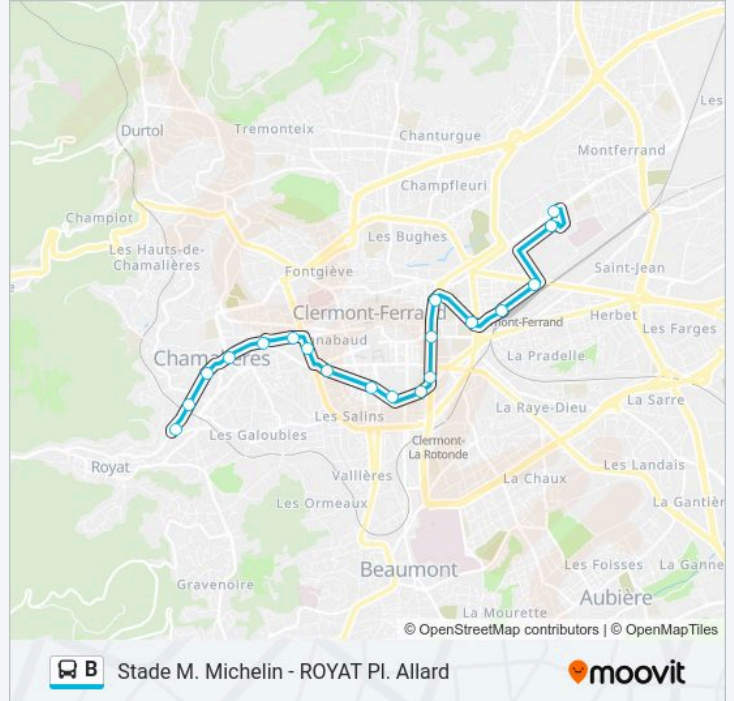 Les
Durtol
Tremonteix
Chanturgue
Montferrand
Champfleuri
Champiot
Les Bughes
Les Hauts-de-
Chamalières
Fontgiève
Saint-Jean
Clermont-Ferrand
Herbet
mont-Ferrand
Les Farges
nabaud
Chamalières
La Pradelle
La Sarre
Les Salins
La Raye-Dieu
Les Galoubies
Clermont-
La Rotonde
Royat
Les Landais
Vallières
La Chaux
Les Ormeaux
La Gantièr
Les Foisses
La Ganne
Beaumont
Gravenoire
Aubière
La Mourette
© OpenStreetMap contributors | © OpenMapTiles
B Stade M. Michelin - ROYAT Pl. Allard
moovit